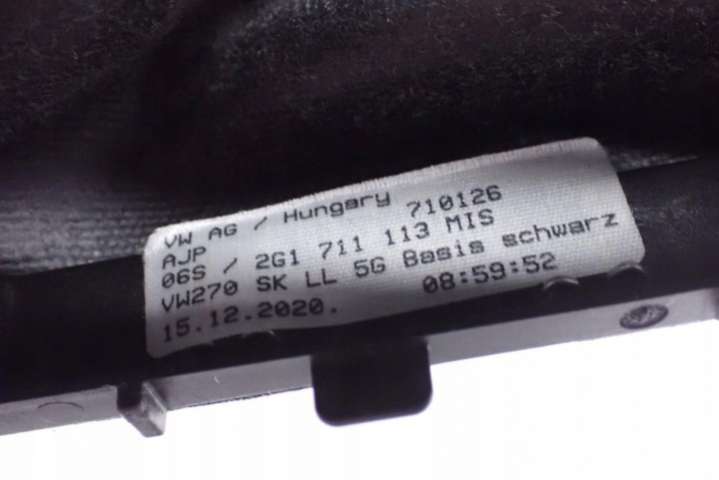 VW AG / Hungary
AJP 710126
06S / 2G1 711 113 MIS
VW270 SK LL 5G Basis schwarz
15.12.2020. 08:59:52